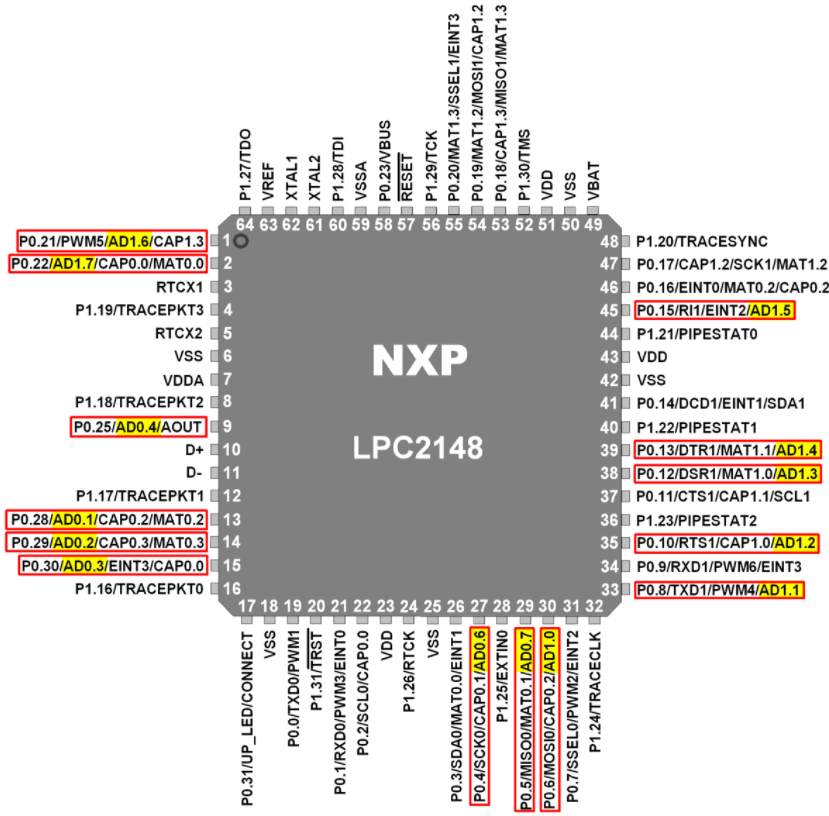 P1.27/TDO
VREF
XTAL1
XTAL2
P1.28/TDI
VSSA
P0.23/VBUS
RESET
P1.29/TCK
P0.20/MAT1.3/SSEL1/EINT3
P0.19/MAT1.2/MOSI1/CAP1.2
P0.18/CAP1.3/MISO1/MAT1.3
P1.30/TMS
VDD
VSS
VBAT
64 63 62 61 60 59 58 57 56 55 54 53 52 51 50 49
P0.21/PWM5/AD1.6/CAP1.3 1
P0.22/AD1.7/CAP0.0/MAT0.0 2
RTCX1 3
P1.19/TRACEPKT3 4
RTCX2 5
VSS 6
VDDA 7
P1.18/TRACEPKT2 8
P0.25/AD0.4/AOUT 9
D+ 10
D- 11
P1.17/TRACEPKT1 12
P0.28/AD0.1/CAP0.2/MAT0.2 13
P0.29/AD0.2/CAP0.3/MAT0.3 14
P0.30/AD0.3/EINT3/CAP0.0 15
P1.16/TRACEPKT0 16
NXP
LPC2148
48 P1.20/TRACESYNC
47 P0.17/CAP1.2/SCK1/MAT1.2
46 P0.16/EINT0/MAT0.2/CAP0.2
45 P0.15/RI1/EINT2/AD1.5
44 P1.21/PIPESTAT0
43 VDD
42 VSS
41 P0.14/DCD1/EINT1/SDA1
40 P1.22/PIPESTAT1
39 P0.13/DTR1/MAT1.1/AD1.4
38 P0.12/DSR1/MAT1.0/AD1.3
37 P0.11/CTS1/CAP1.1/SCL1
36 P1.23/PIPESTAT2
35 P0.10/RTS1/CAP1.0/AD1.2
34 P0.9/RXD1/PWM6/EINT3
33 P0.8/TXD1/PWM4/AD1.1
17 18 19 20 21 22 23 24 25 26 27 28 29 30 31 32
P0.31/UP_LED/CONNECT
VSS
P0.0/TXD0/PWM1
P1.31/TRST
P0.1/RXD0/PWM3/EINT0
P0.2/SCL0/CAP0.0
VDD
P1.26/RTCK
VSS
P0.3/SDA0/MAT0.0/EINT1
P0.4/SCK0/CAP0.1/AD0.6
P1.25/EXTIN0
P0.5/MISO0/MAT0.1/AD0.7
P0.6/MOSI0/CAP0.2/AD1.0
P0.7/SSEL0/PWM2/EINT2
P1.24/TRACECLK